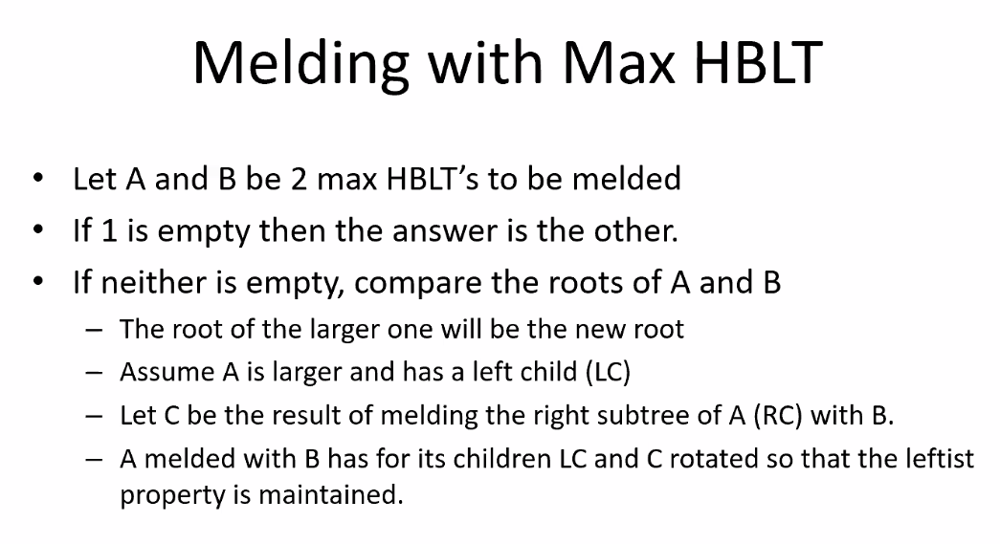 Melding with Max HBLT
• Let A and B be 2 max HBLT’s to be melded
• If 1 is empty then the answer is the other.
• If neither is empty, compare the roots of A and B
– The root of the larger one will be the new root
– Assume A is larger and has a left child (LC)
– Let C be the result of melding the right subtree of A (RC) with B.
– A melded with B has for its children LC and C rotated so that the leftist
property is maintained.